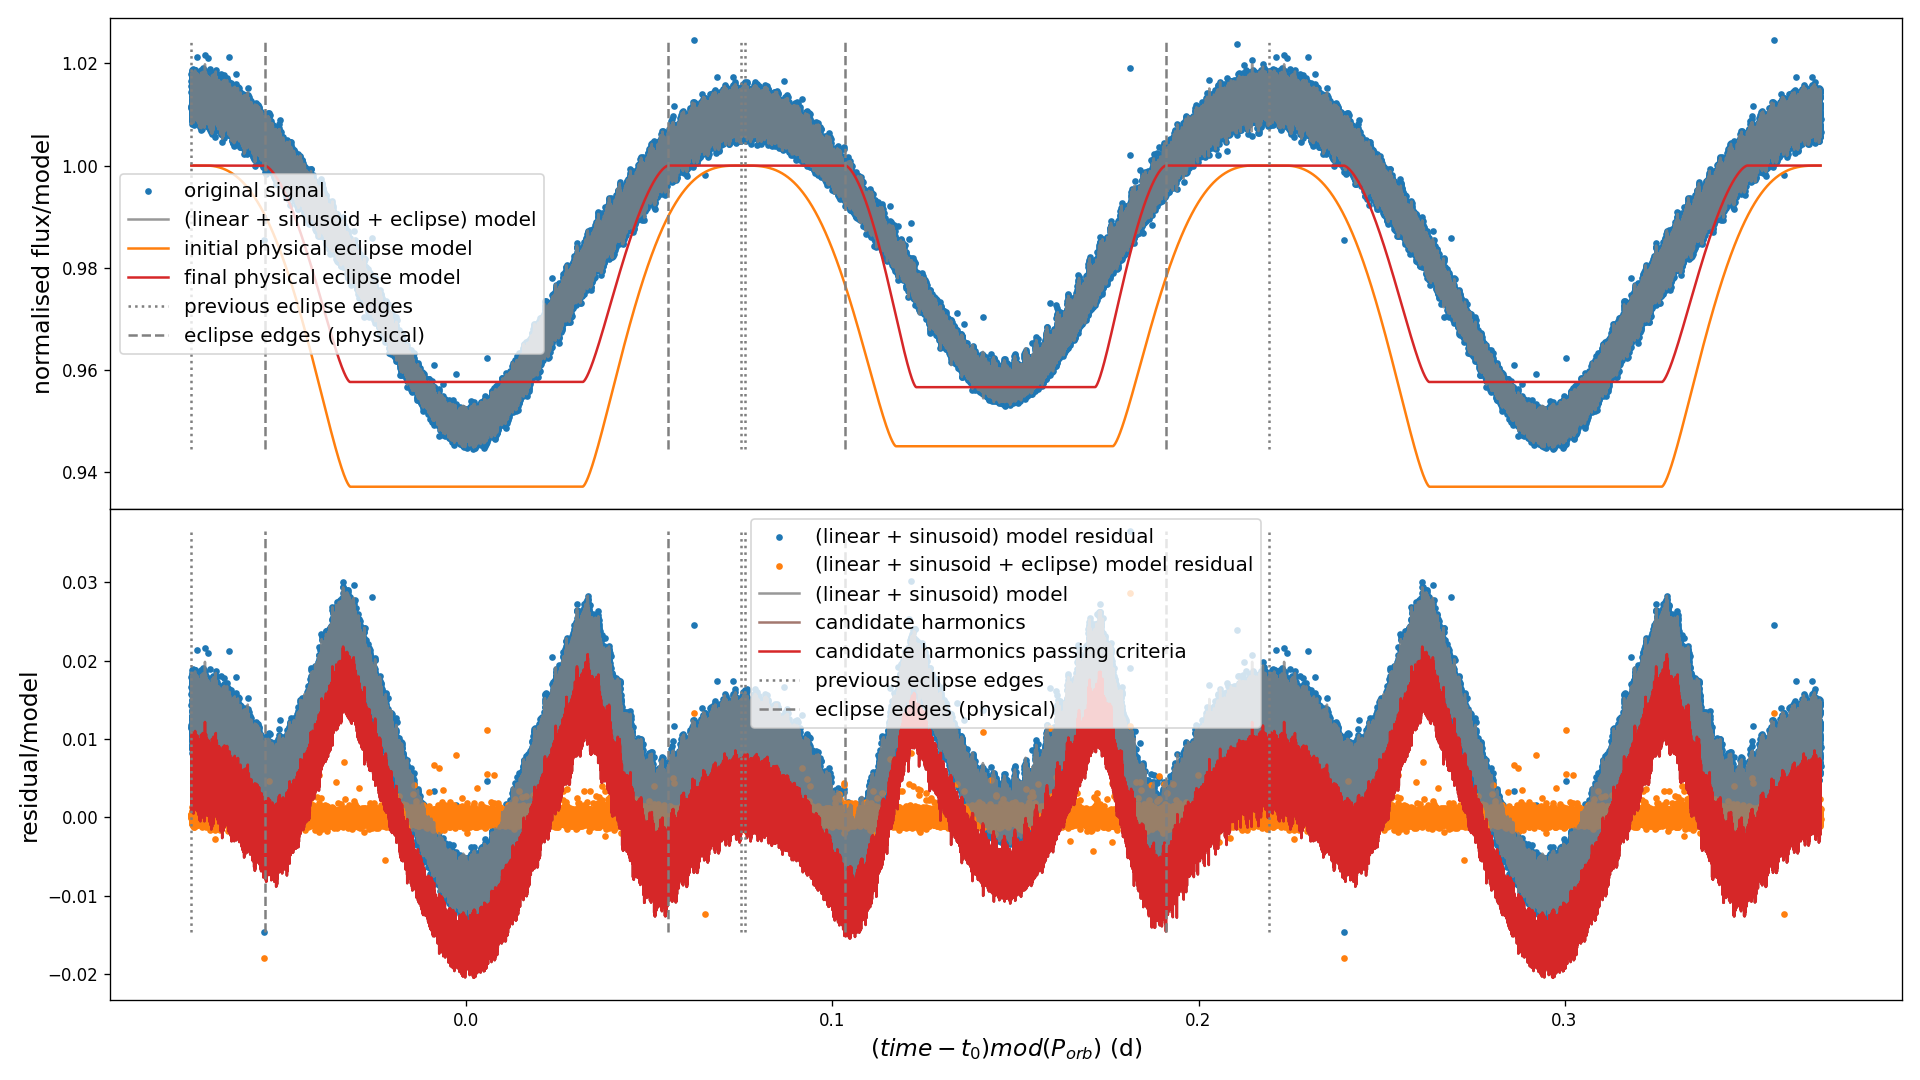 normalised flux/model
1.02
1.00
0.98
0.96
0.94
original signal
(linear + sinusoid + eclipse) model
initial physical eclipse model
final physical eclipse model
previous eclipse edges
eclipse edges (physical)
residual/model
0.03
0.02
0.01
0.00
−0.01
−0.02
(linear + sinusoid) model residual
(linear + sinusoid + eclipse) model residual
(linear + sinusoid) model
candidate harmonics
candidate harmonics passing criteria
previous eclipse edges
eclipse edges (physical)
0.0 0.1 0.2 0.3
(time − t₀)mod(Pₒᵣb) (d)